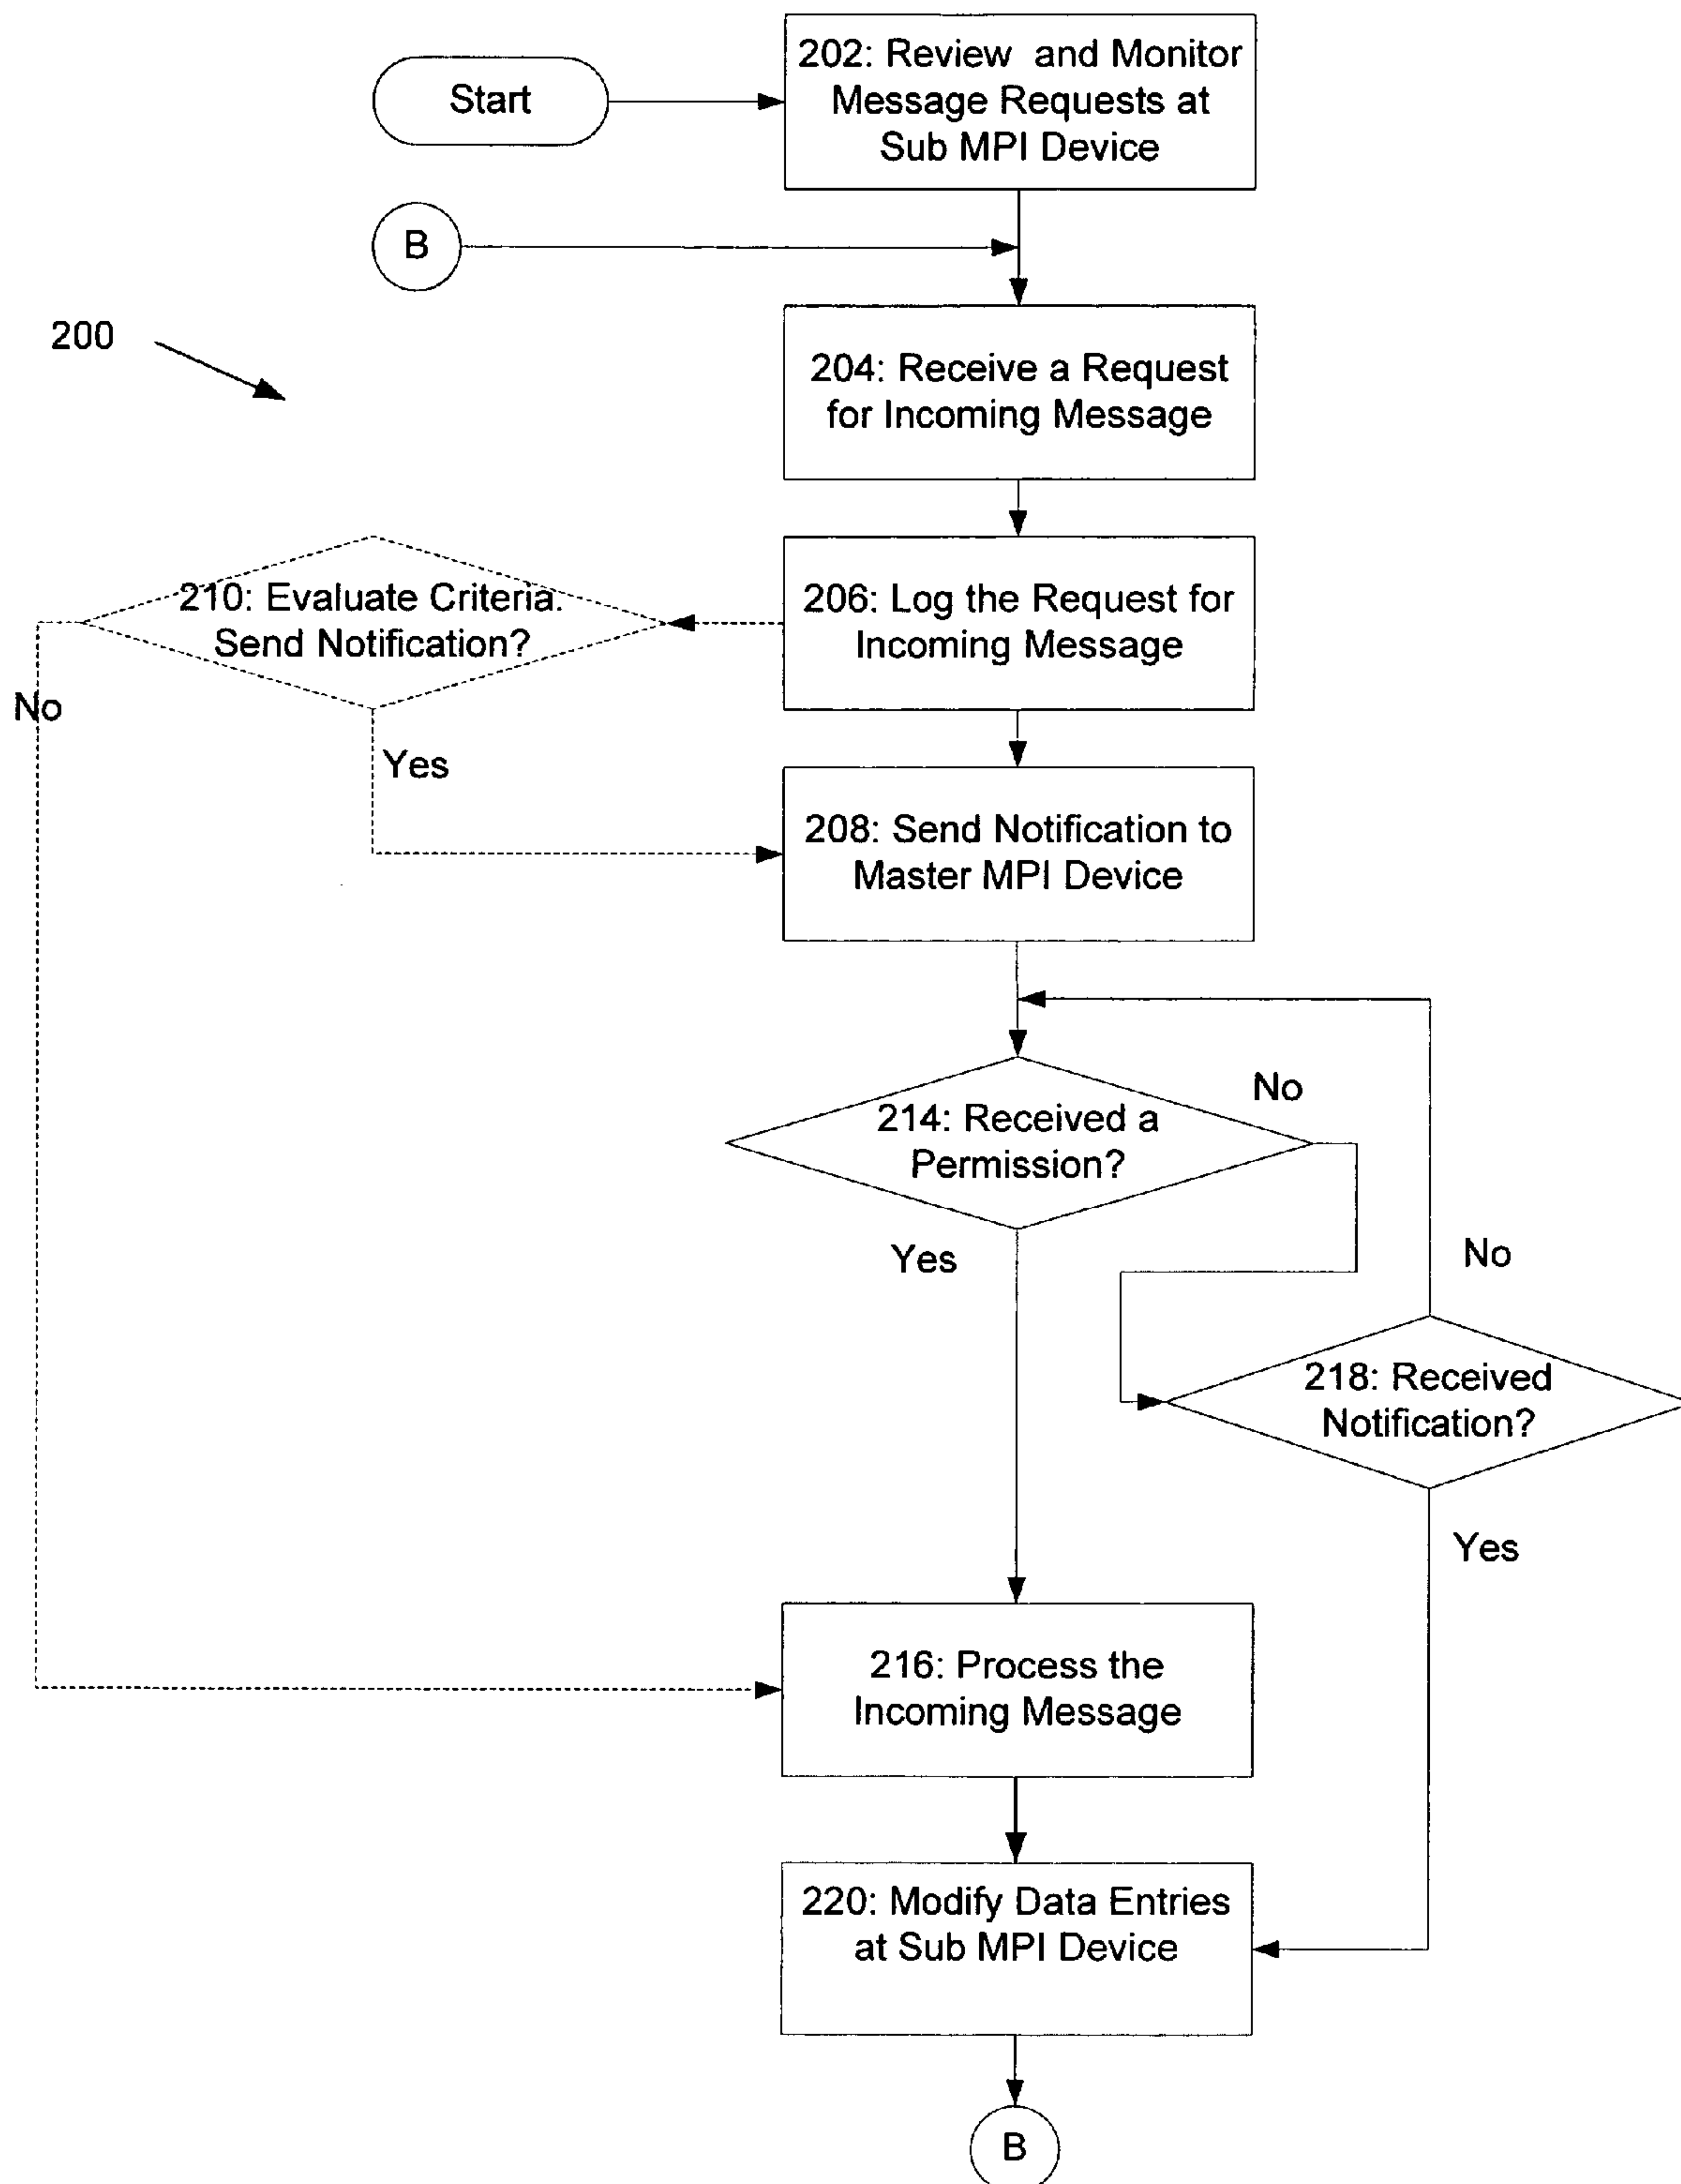 Start
202: Review and Monitor
Message Requests at
Sub MPI Device
B
200
204: Receive a Request
for Incoming Message
210: Evaluate Criteria.
Send Notification?
206: Log the Request for
Incoming Message
No
Yes
208: Send Notification to
Master MPI Device
No
214: Received a
Permission?
Yes
No
218: Received
Notification?
Yes
216: Process the
Incoming Message
220: Modify Data Entries
at Sub MPI Device
B